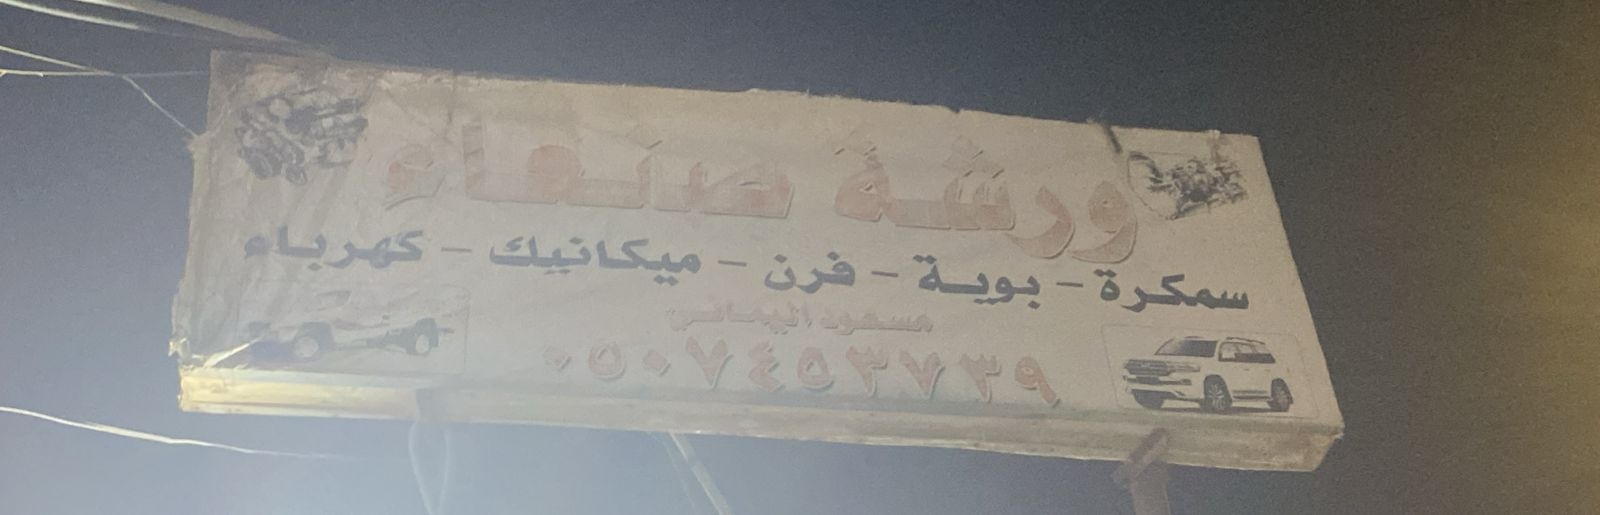 ورشة صنعاء
سمكرة - بوية - فرن - ميكانيك - كهرباء
مسعود اليماني
٠٥٠٧٤٥٣٧٣٩